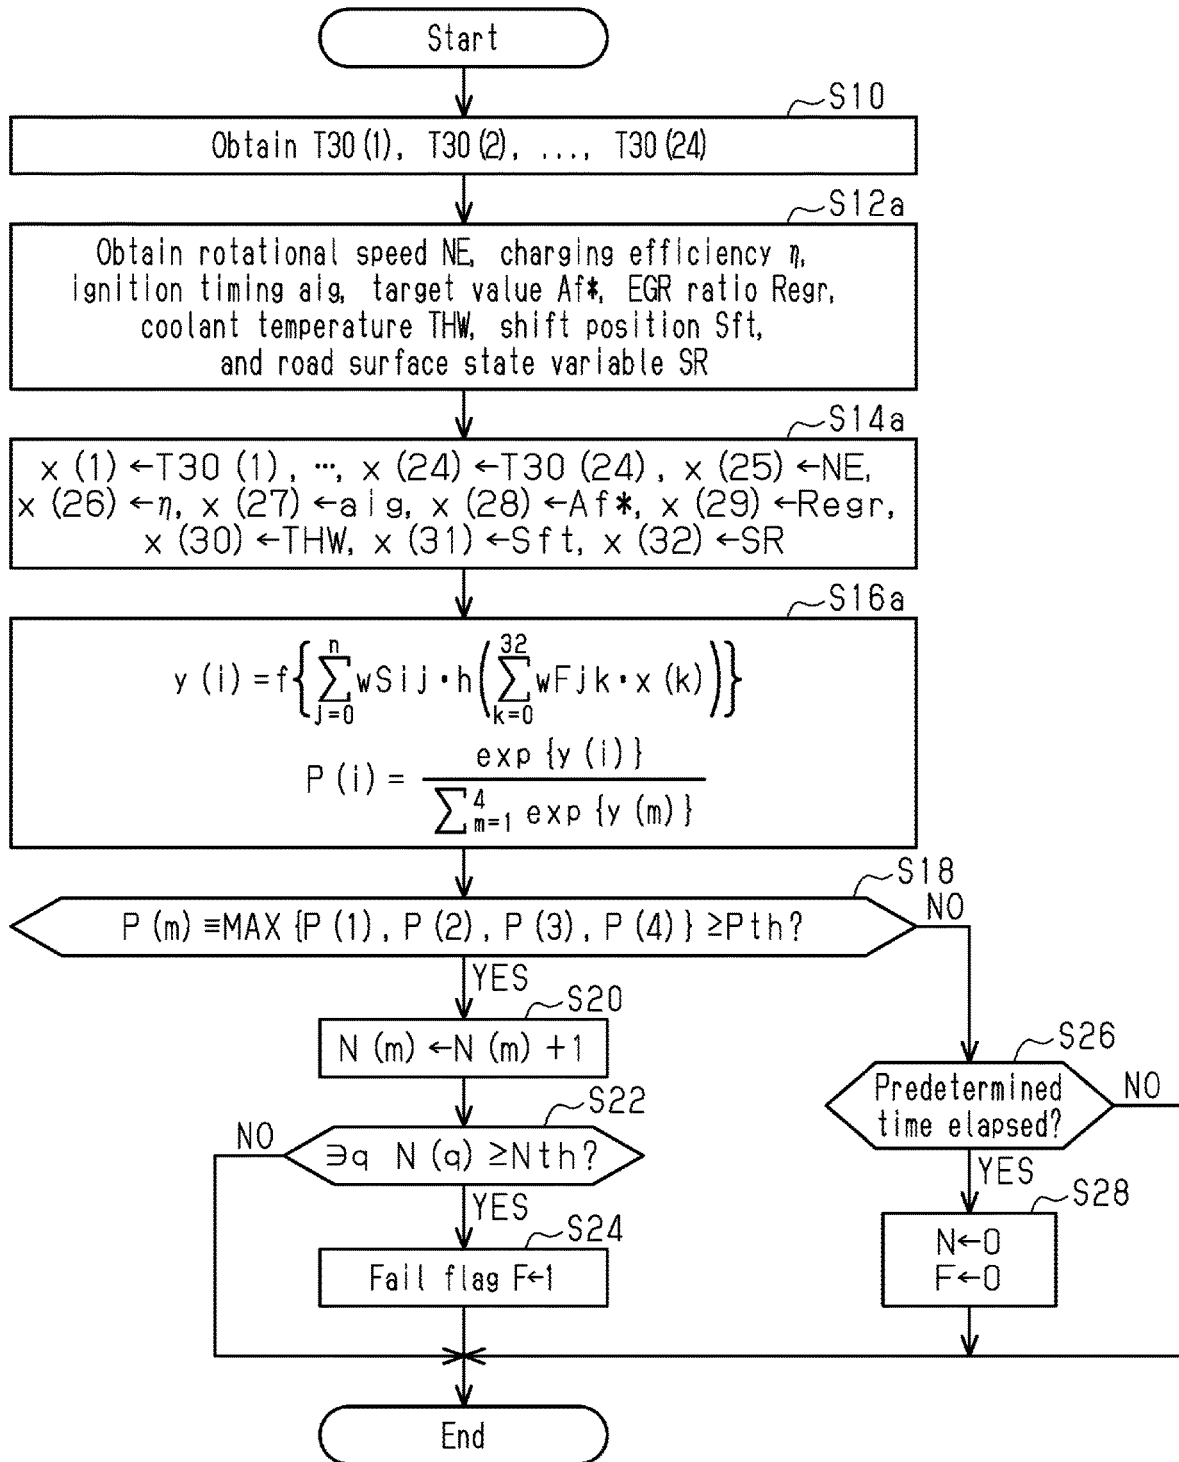 Start
S10
Obtain T30(1), T30(2), ..., T30(24)
S12a
Obtain rotational speed NE, charging efficiency η,
ignition timing aig, target value Af*, EGR ratio Regr,
coolant temperature THW, shift position Sft,
and road surface state variable SR
S14a
x (1) ←T30 (1), …, x (24) ←T30 (24), x (25) ←NE,
x (26) ←η, x (27) ←aig, x (28) ←Af*, x (29) ←Regr,
x (30) ←THW, x (31) ←Sft, x (32) ←SR
S16a
y (i) =f{∑_{j=0}^{n} wSij・h(∑_{k=0}^{32} wFjk・x (k))}
P (i) = exp {y (i)} / ∑_{m=1}^{4} exp {y (m)}
S18
P (m) ≡MAX {P (1), P (2), P (3), P (4)} ≥Pth?
NO
YES
S20
N (m) ←N (m) +1
S26
Predetermined
time elapsed?
NO
S22
NO
∃q N (q) ≥Nth?
YES
YES
S28
N←0
F←0
S24
Fail flag F←1
End